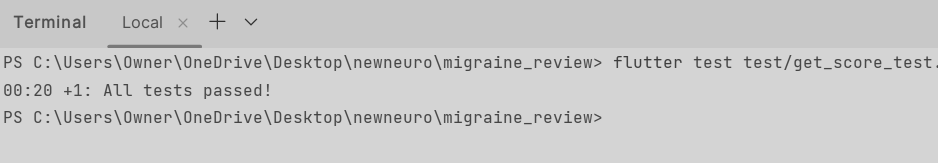 Terminal Local × + ∨
PS C:\Users\Owner\OneDrive\Desktop\newneuro\migraine_review> flutter test test/get_score_test.
00:20 +1: All tests passed!
PS C:\Users\Owner\OneDrive\Desktop\newneuro\migraine_review>